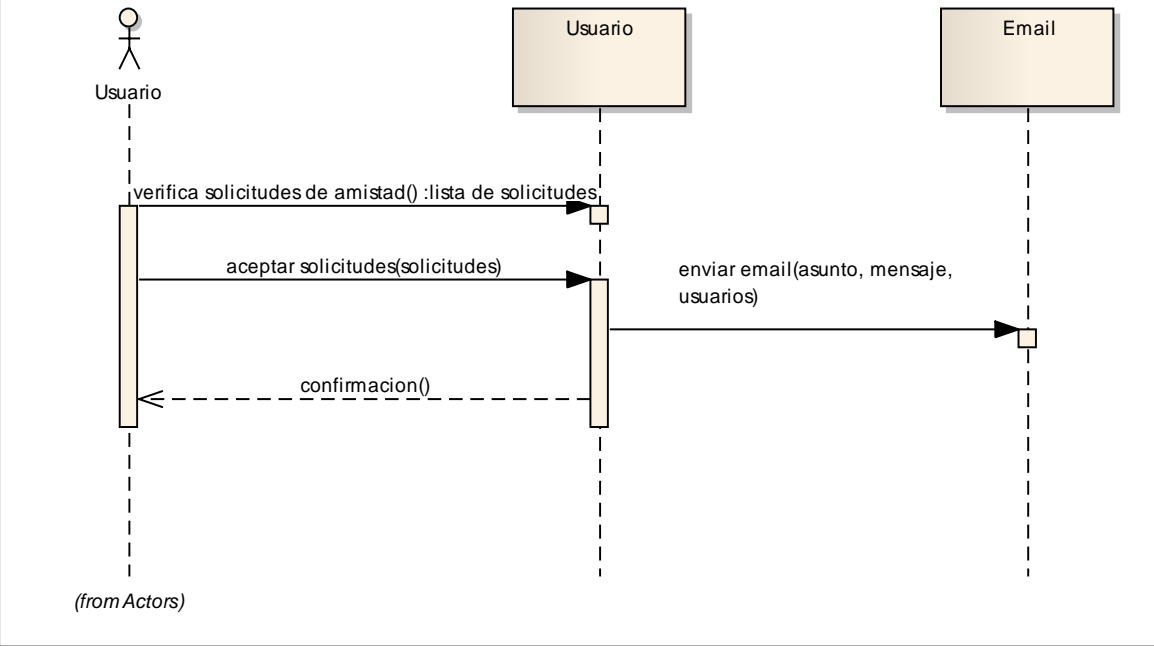 Usuario
Email
Usuario
verifica solicitudes de amistad() :lista de solicitudes
aceptar solicitudes(solicitudes)
enviar email(asunto, mensaje,
usuarios)
confirmacion()
(from Actors)